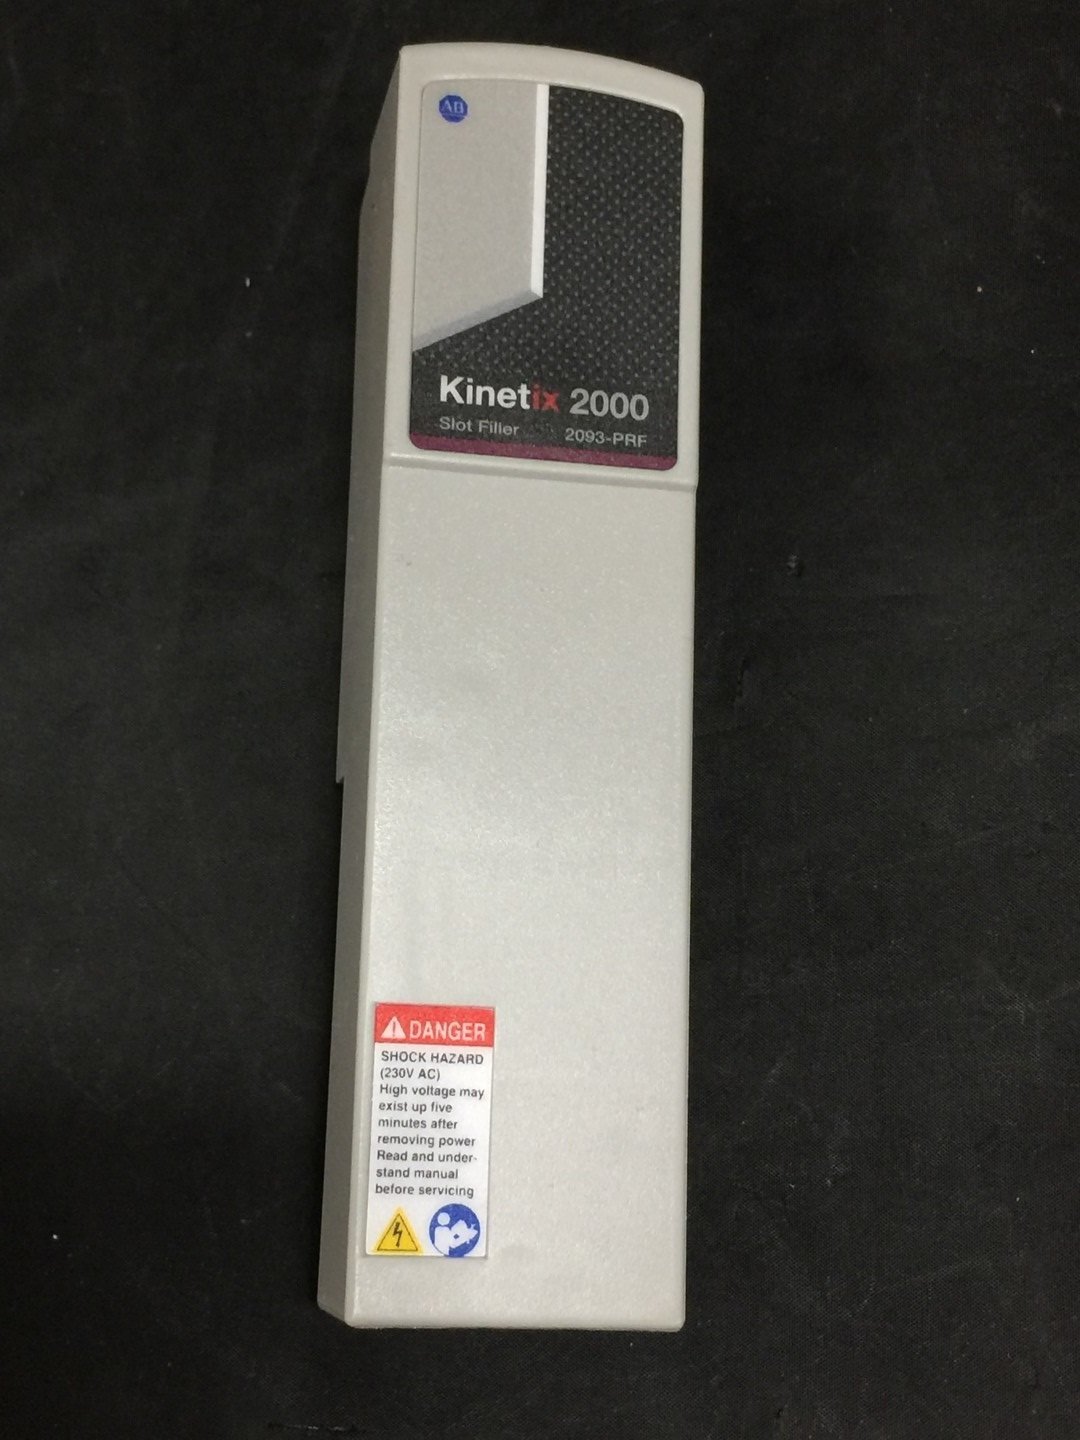 AB
Kinetix 2000
Slot Filler 2093-PRF
DANGER
SHOCK HAZARD
(230V AC)
High voltage may
exist up five
minutes after
removing power
Read and under-
stand manual
before servicing